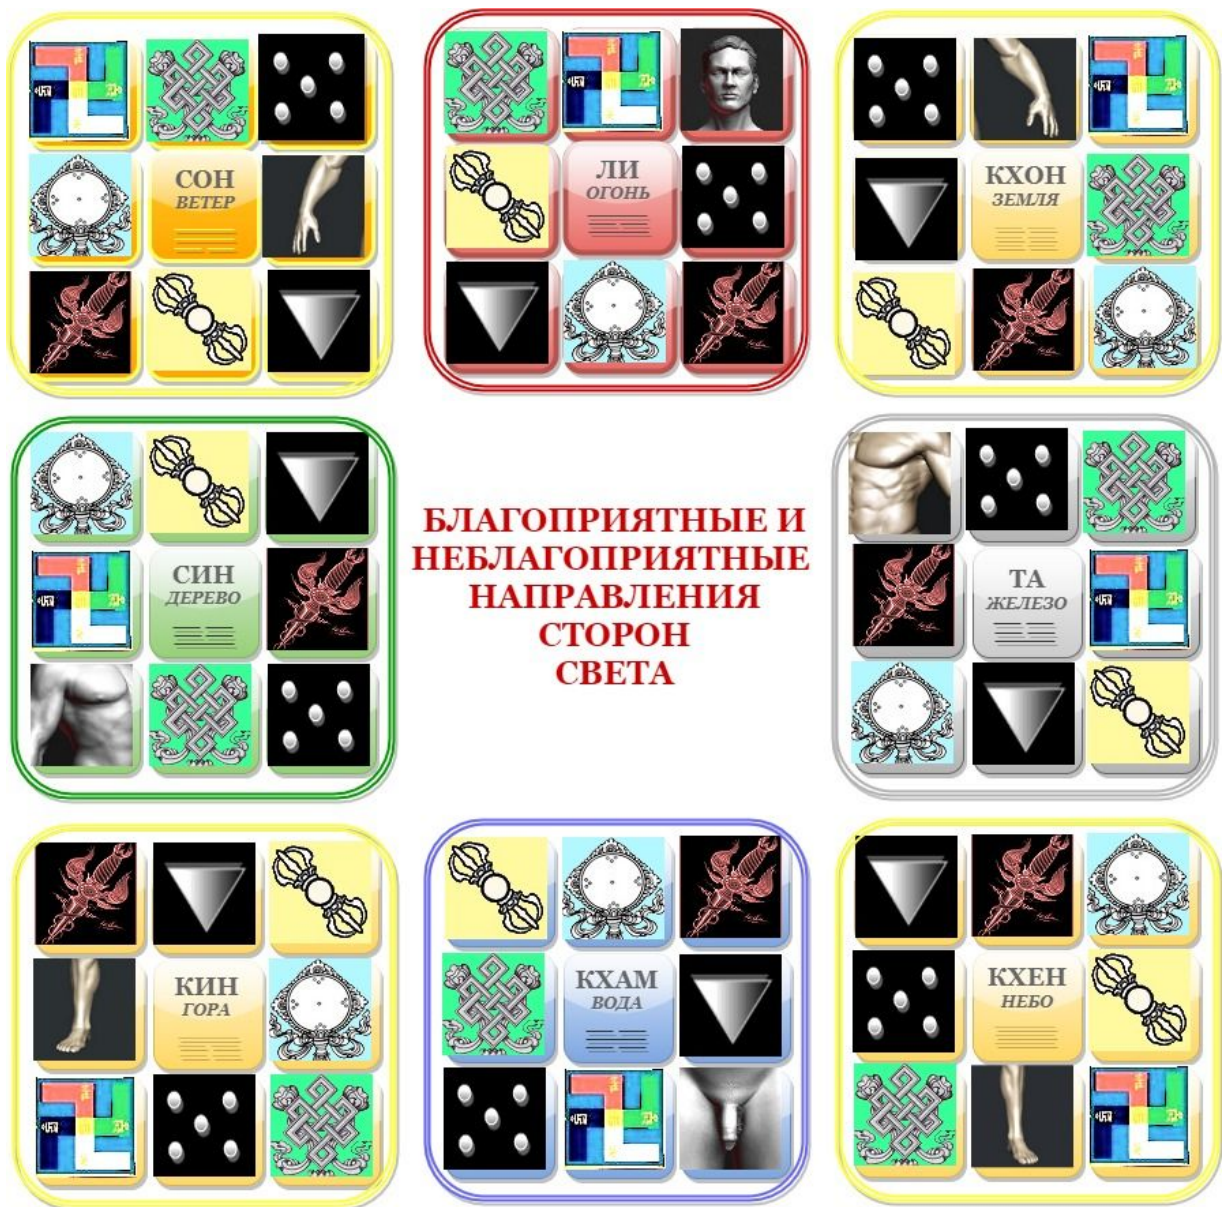 СОН
ВЕТЕР
ЛИ
ОГОНЬ
КХОН
ЗЕМЛЯ
СИН
ДЕРЕВО
БЛАГОПРИЯТНЫЕ И
НЕБЛАГОПРИЯТНЫЕ
НАПРАВЛЕНИЯ
СТОРОН
СВЕТА
ТА
ЖЕЛЕЗО
КИН
ГОРА
КХАМ
ВОДА
КХЕН
НЕБО